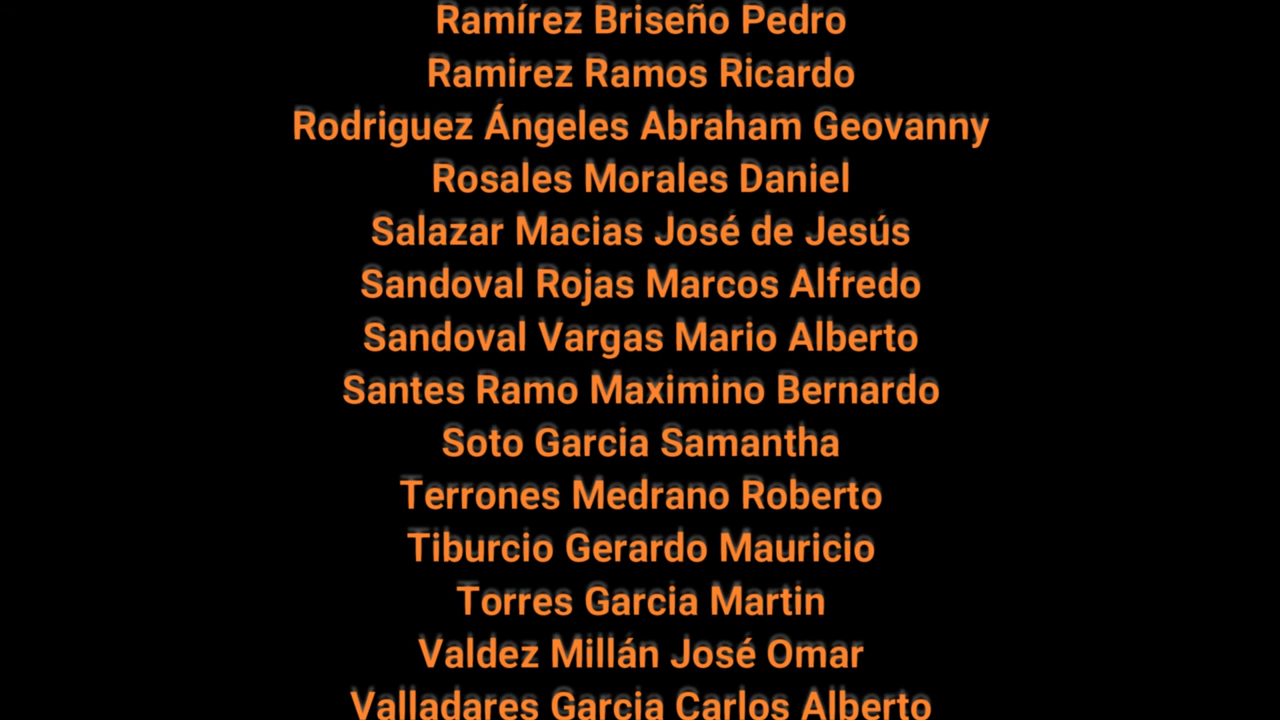 Ramírez Briseño Pedro
Ramirez Ramos Ricardo
Rodriguez Ángeles Abraham Geovanny
Rosales Morales Daniel
Salazar Macias José de Jesús
Sandoval Rojas Marcos Alfredo
Sandoval Vargas Mario Alberto
Santes Ramo Maximino Bernardo
Soto Garcia Samantha
Terrones Medrano Roberto
Tiburcio Gerardo Mauricio
Torres Garcia Martin
Valdez Millán José Omar
Valladares Garcia Carlos Alberto